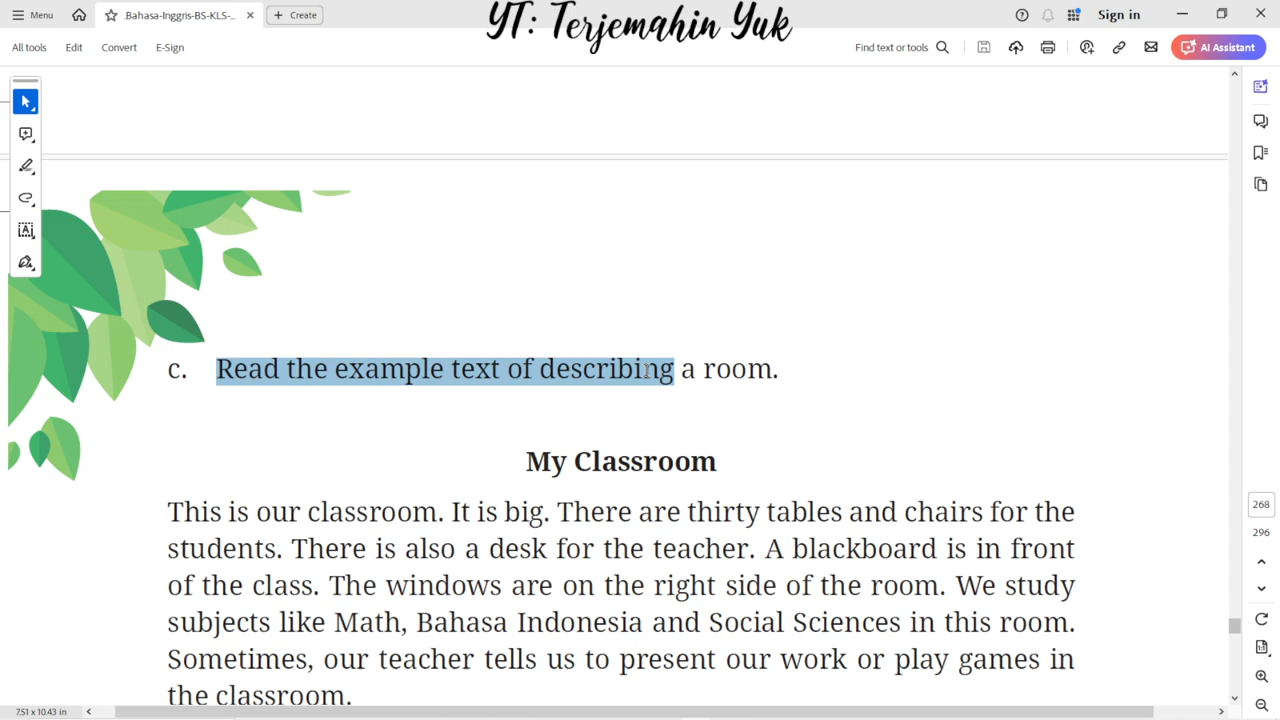 YT: Terjemahin Yuk
Menu
.Bahasa-Inggris-BS-KLS-...
Create
Sign in
All tools
Edit
Convert
E-Sign
Find text or tools
AI Assistant
c. Read the example text of describing a room.
My Classroom
This is our classroom. It is big. There are thirty tables and chairs for the
students. There is also a desk for the teacher. A blackboard is in front
of the class. The windows are on the right side of the room. We study
subjects like Math, Bahasa Indonesia and Social Sciences in this room.
Sometimes, our teacher tells us to present our work or play games in
the classroom.
268
296
7.51 x 10.43 in